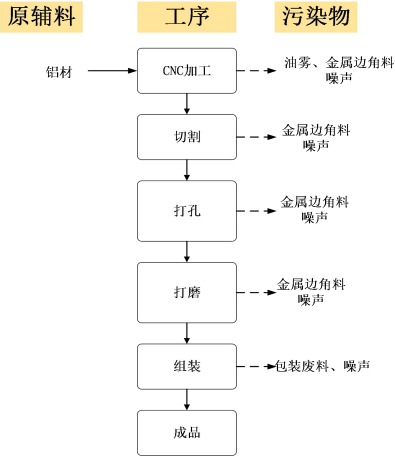 原辅料 工序 污染物
铝材 CNC加工 油雾、金属边角料
噪声
切割 金属边角料
噪声
打孔 金属边角料
噪声
打磨 金属边角料
噪声
组装 包装废料、噪声
成品